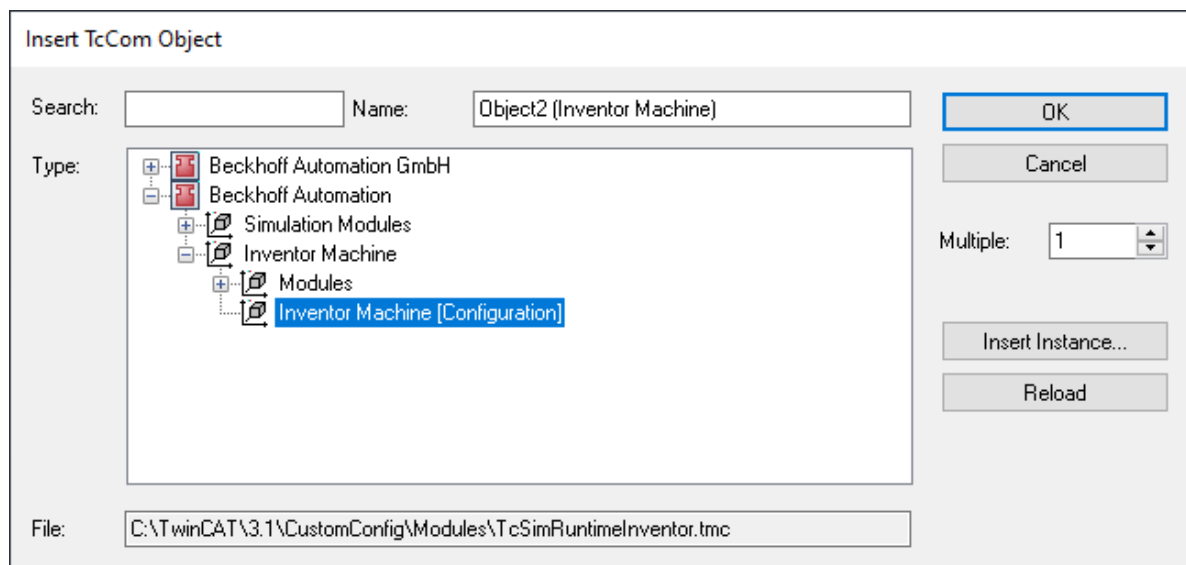 Insert TcCom Object
Search:
Name:
Object2 (Inventor Machine)
OK
Type:
Beckhoff Automation GmbH
Cancel
Beckhoff Automation
Simulation Modules
Multiple:
1
Inventor Machine
Modules
Inventor Machine [Configuration]
Insert Instance...
Reload
File:
C:\TwinCAT\3.1\CustomConfig\Modules\TcSimRuntimeInventor.tmc